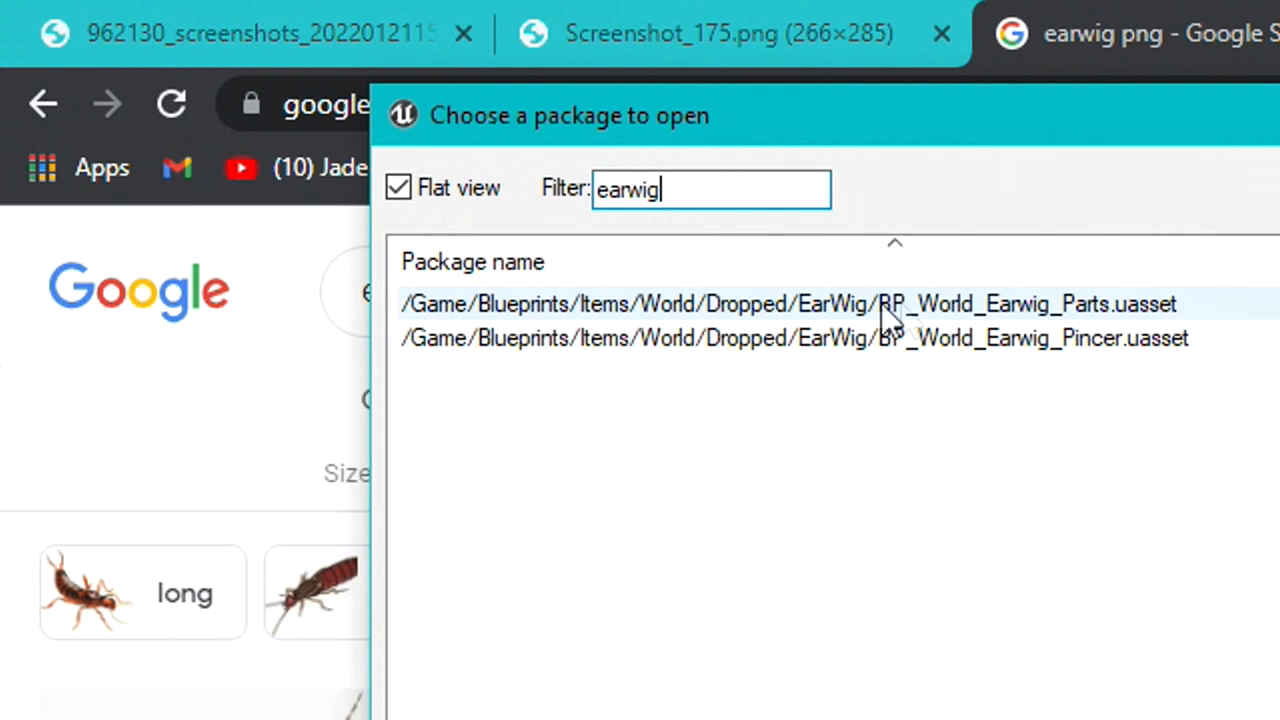 962130_screenshots_2022012115
Screenshot_175.png (266×285)
earwig png - Google S
google
Apps
(10) Jade
Choose a package to open
Flat view
Filter:
earwig
Package name
/Game/Blueprints/Items/World/Dropped/EarWig/BP_World_Earwig_Parts.uasset
/Game/Blueprints/Items/World/Dropped/EarWig/BP_World_Earwig_Pincer.uasset
Google
Size
long